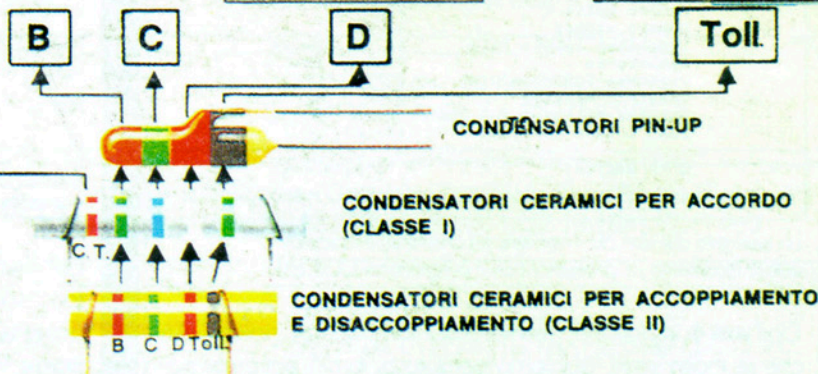 B C D Toll.
CONDENSATORI PIN-UP
CONDENSATORI CERAMICI PER ACCORDO
(CLASSE I)
C.T.
CONDENSATORI CERAMICI PER ACCOPPIAMENTO
E DISACCOPPIAMENTO (CLASSE II)
B C D Toll.